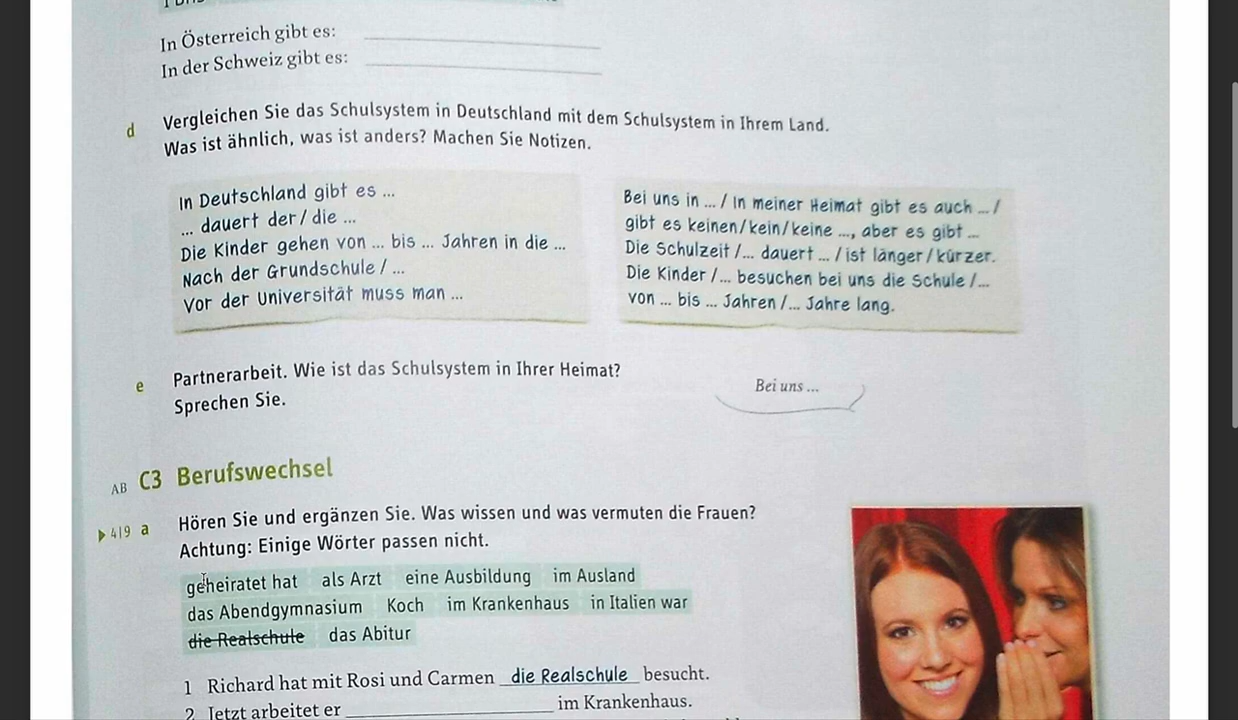 In Österreich gibt es:
In der Schweiz gibt es:
d Vergleichen Sie das Schulsystem in Deutschland mit dem Schulsystem in Ihrem Land.
Was ist ähnlich, was ist anders? Machen Sie Notizen.
In Deutschland gibt es ...
... dauert der / die ...
Die Kinder gehen von ... bis ... Jahren in die ...
Nach der Grundschule / ...
Vor der Universität muss man ...
Bei uns in ... / In meiner Heimat gibt es auch ... /
gibt es keinen / kein / keine ..., aber es gibt ...
Die Schulzeit / ... dauert ... / ist länger / kürzer.
Die Kinder / ... besuchen bei uns die Schule / ...
von ... bis ... Jahren / ... Jahre lang.
e Partnerarbeit. Wie ist das Schulsystem in Ihrer Heimat?
Sprechen Sie.
Bei uns ...
AB C3 Berufswechsel
4|9 a Hören Sie und ergänzen Sie. Was wissen und was vermuten die Frauen?
Achtung: Einige Wörter passen nicht.
geheiratet hat als Arzt eine Ausbildung im Ausland
das Abendgymnasium Koch im Krankenhaus in Italien war
die Realschule das Abitur
1 Richard hat mit Rosi und Carmen die Realschule besucht.
2 Jetzt arbeitet er im Krankenhaus.